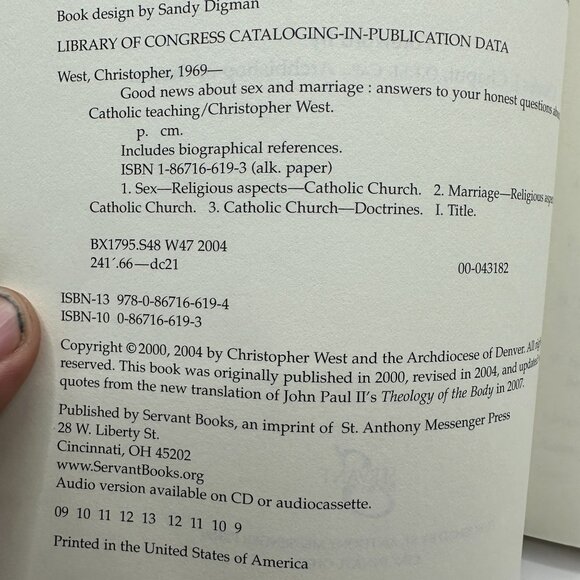 Book design by Sandy Digman
LIBRARY OF CONGRESS CATALOGING-IN-PUBLICATION DATA
West, Christopher, 1969—
Good news about sex and marriage : answers to your honest questions about
Catholic teaching/Christopher West.
p. cm.
Includes biographical references.
ISBN 1-86716-619-3 (alk. paper)
1. Sex—Religious aspects—Catholic Church. 2. Marriage—Religious aspe
Catholic Church. 3. Catholic Church—Doctrines. I. Title.
BX1795.S48 W47 2004
241´.66—dc21
00-043182
ISBN-13 978-0-86716-619-4
ISBN-10 0-86716-619-3
Copyright ©2000, 2004 by Christopher West and the Archdiocese of Denver. All rig
reserved. This book was originally published in 2000, revised in 2004, and updated
quotes from the new translation of John Paul II's Theology of the Body in 2007.
Published by Servant Books, an imprint of St. Anthony Messenger Press
28 W. Liberty St.
Cincinnati, OH 45202
www.ServantBooks.org
Audio version available on CD or audiocassette.
09 10 11 12 13 12 11 10 9
Printed in the United States of America